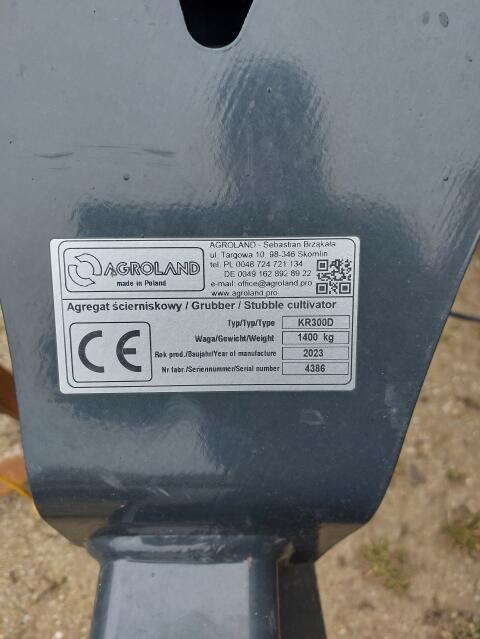 AGROLAND
made in Poland
AGROLAND - Sebastian Brząkała
ul. Targowa 10, 98-346 Skomlin
tel. PL 0048 724 721 134
DE 0049 162 892 89 22
e-mail: office@agroland.pro
www.agroland.pro
Agregat ścierniskowy / Grubber / Stubble cultivator
CE
Typ/Typ/Type KR300D
Waga/Gewicht/Weight 1400 kg
Rok prod./Baujahr/Year of manufacture 2023
Nr fabr./Seriennummer/Serial number 4386